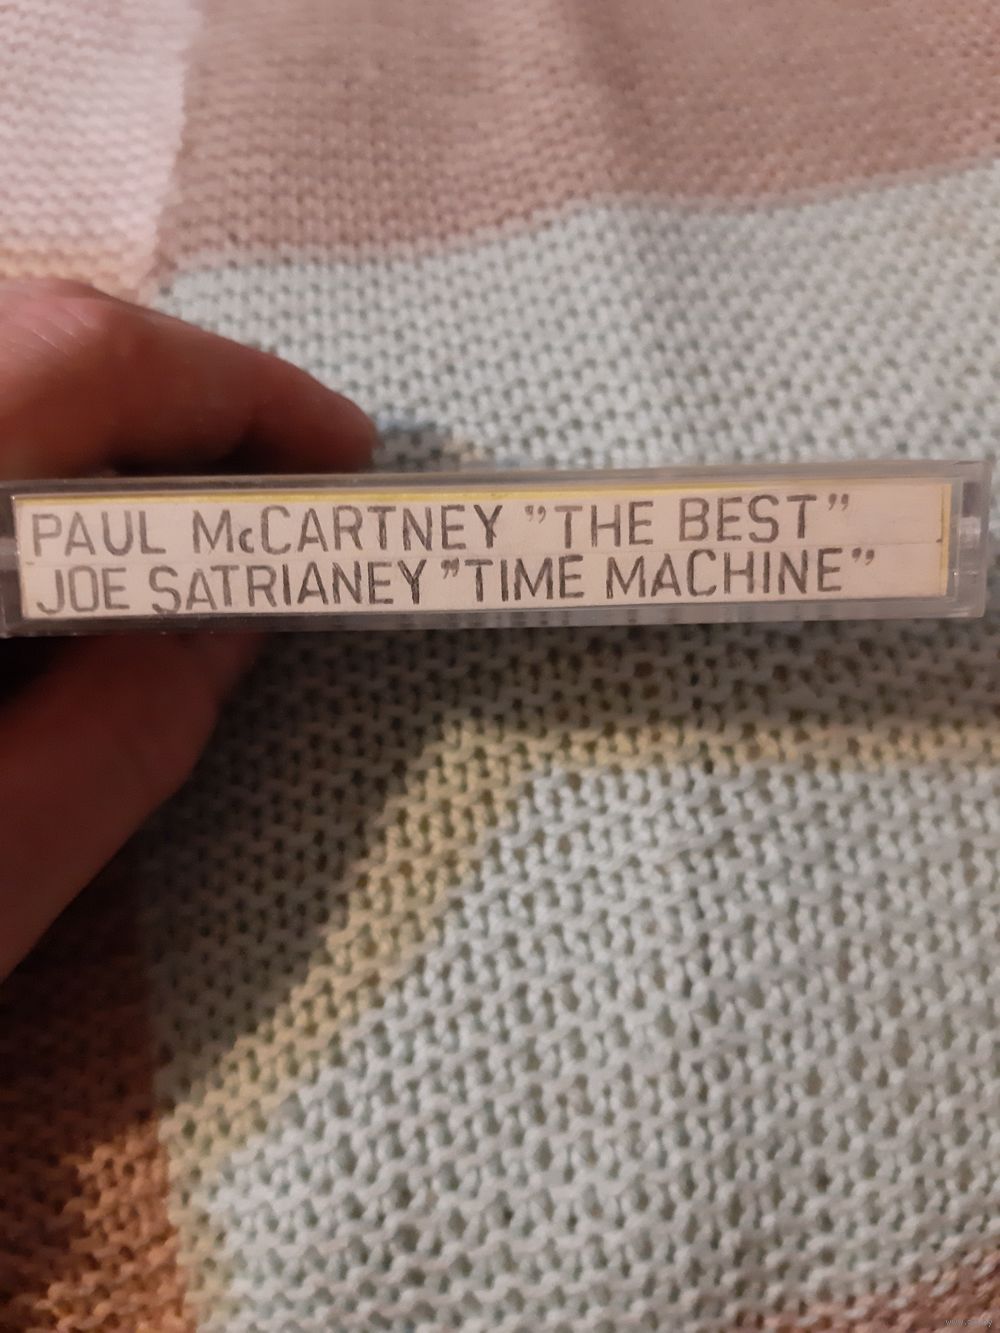 PAUL McCARTNEY ”THE BEST”
JOE SATRIANEY ”TIME MACHINE”